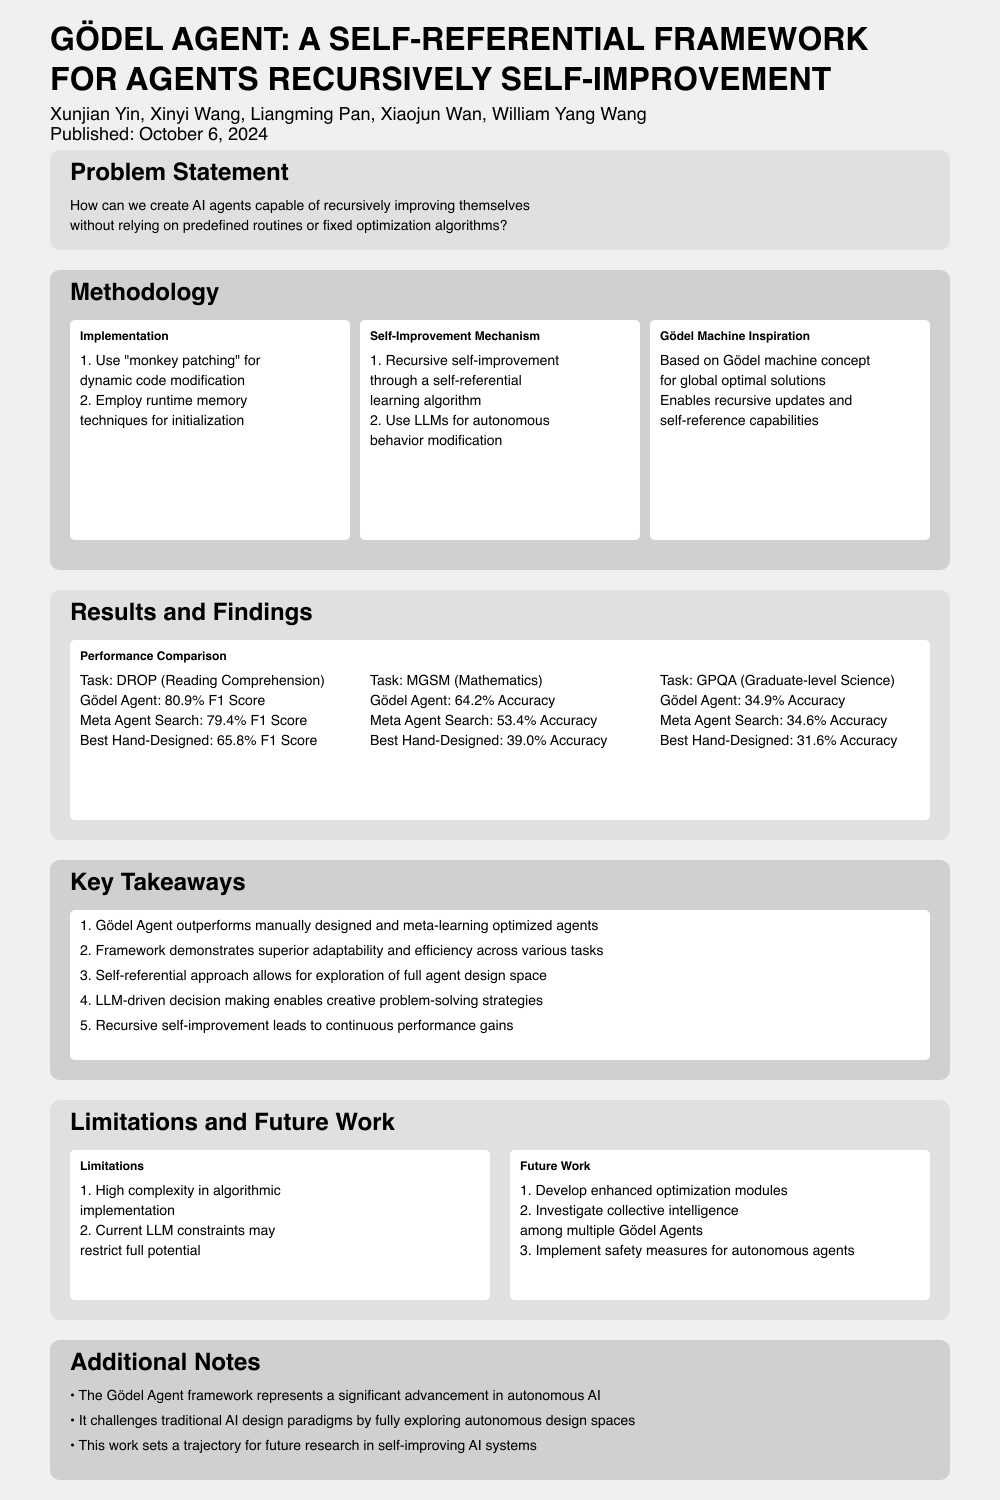 GÖDEL AGENT: A SELF-REFERENTIAL FRAMEWORK
FOR AGENTS RECURSIVELY SELF-IMPROVEMENT
Xunjian Yin, Xinyi Wang, Liangming Pan, Xiaojun Wan, William Yang Wang
Published: October 6, 2024
Problem Statement
How can we create AI agents capable of recursively improving themselves
without relying on predefined routines or fixed optimization algorithms?
Methodology
Implementation
1. Use "monkey patching" for
dynamic code modification
2. Employ runtime memory
techniques for initialization
Self-Improvement Mechanism
1. Recursive self-improvement
through a self-referential
learning algorithm
2. Use LLMs for autonomous
behavior modification
Gödel Machine Inspiration
Based on Gödel machine concept
for global optimal solutions
Enables recursive updates and
self-reference capabilities
Results and Findings
Performance Comparison
Task: DROP (Reading Comprehension)
Gödel Agent: 80.9% F1 Score
Meta Agent Search: 79.4% F1 Score
Best Hand-Designed: 65.8% F1 Score
Task: MGSM (Mathematics)
Gödel Agent: 64.2% Accuracy
Meta Agent Search: 53.4% Accuracy
Best Hand-Designed: 39.0% Accuracy
Task: GPQA (Graduate-level Science)
Gödel Agent: 34.9% Accuracy
Meta Agent Search: 34.6% Accuracy
Best Hand-Designed: 31.6% Accuracy
Key Takeaways
1. Gödel Agent outperforms manually designed and meta-learning optimized agents
2. Framework demonstrates superior adaptability and efficiency across various tasks
3. Self-referential approach allows for exploration of full agent design space
4. LLM-driven decision making enables creative problem-solving strategies
5. Recursive self-improvement leads to continuous performance gains
Limitations and Future Work
Limitations
1. High complexity in algorithmic
implementation
2. Current LLM constraints may
restrict full potential
Future Work
1. Develop enhanced optimization modules
2. Investigate collective intelligence
among multiple Gödel Agents
3. Implement safety measures for autonomous agents
Additional Notes
• The Gödel Agent framework represents a significant advancement in autonomous AI
• It challenges traditional AI design paradigms by fully exploring autonomous design spaces
• This work sets a trajectory for future research in self-improving AI systems